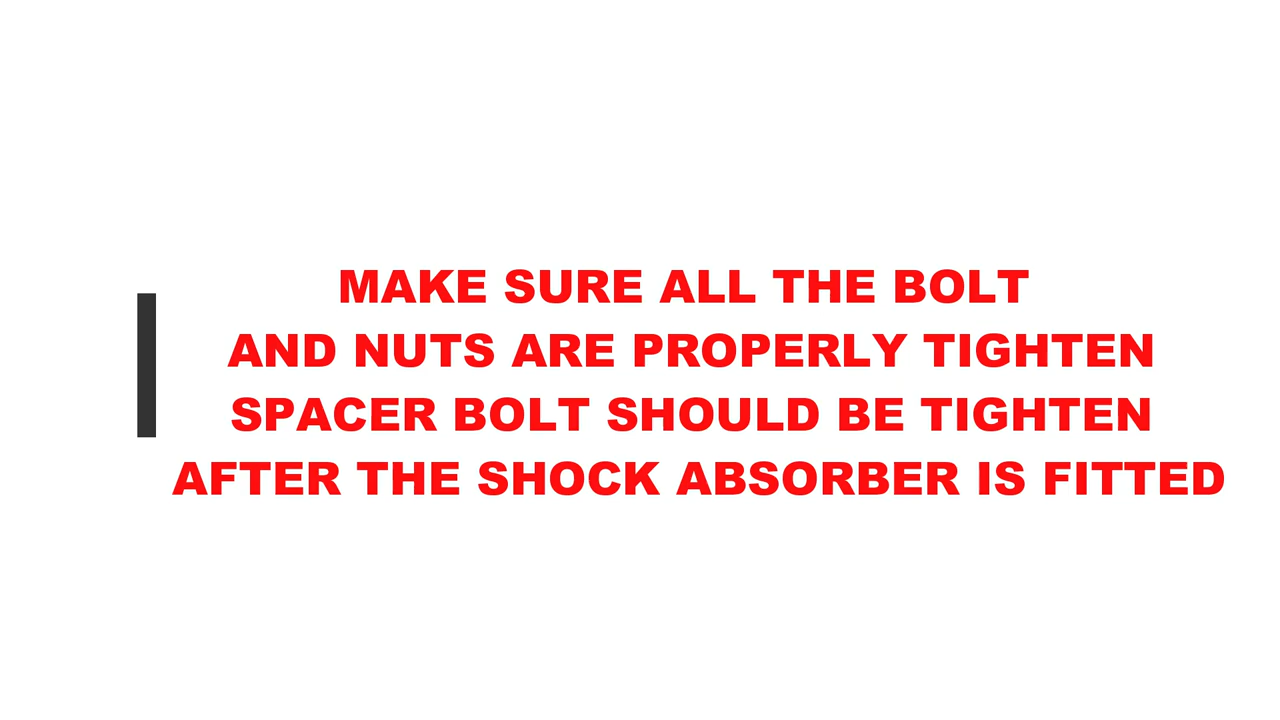 MAKE SURE ALL THE BOLT
AND NUTS ARE PROPERLY TIGHTEN
SPACER BOLT SHOULD BE TIGHTEN
AFTER THE SHOCK ABSORBER IS FITTED